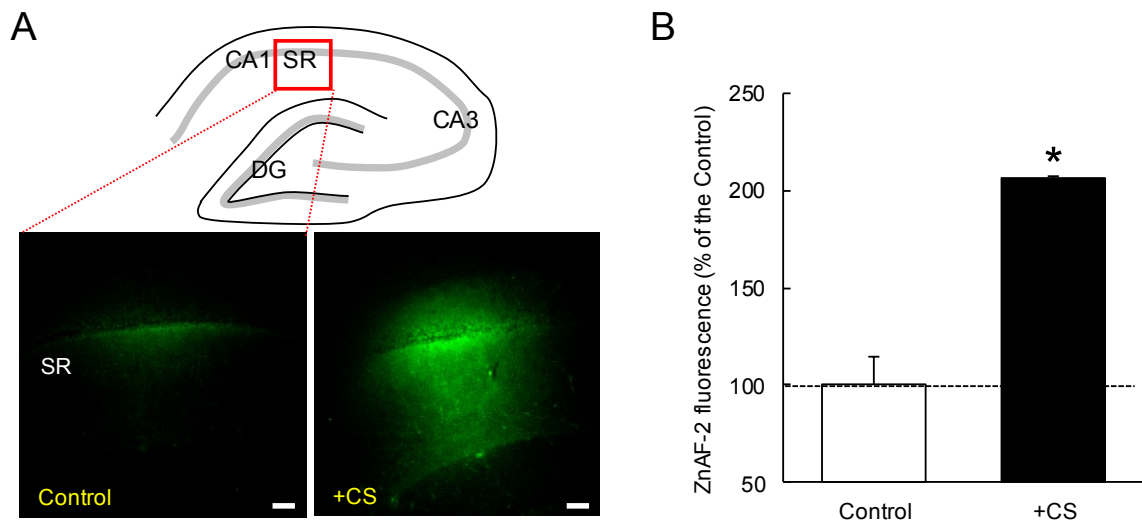 A
CA1 SR
CA3
DG
SR
Control
+CS
B
ZnAF-2 fluorescence (% of the Control)
250
200
150
100
50
*
Control
+CS